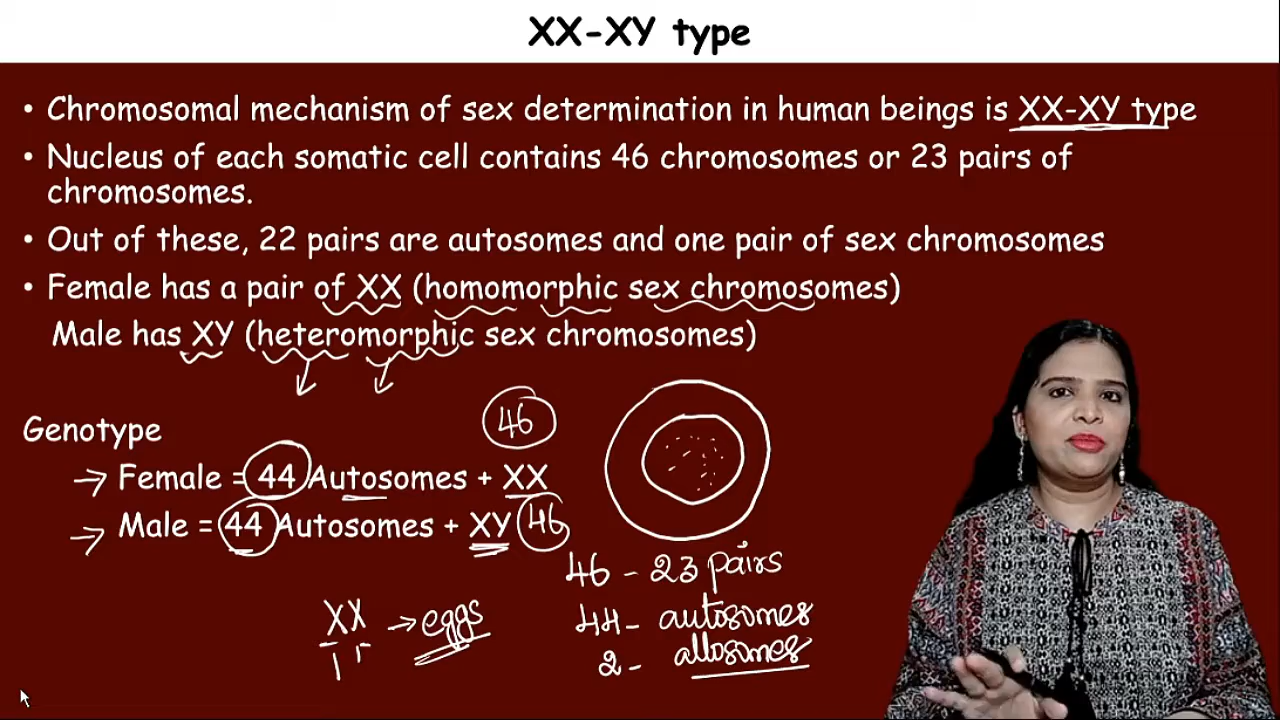 XX-XY type
• Chromosomal mechanism of sex determination in human beings is XX-XY type
• Nucleus of each somatic cell contains 46 chromosomes or 23 pairs of
chromosomes.
• Out of these, 22 pairs are autosomes and one pair of sex chromosomes
• Female has a pair of XX (homomorphic sex chromosomes)
Male has XY (heteromorphic sex chromosomes)
46
Genotype
→ Female = 44 Autosomes + XX
→ Male = 44 Autosomes + XY 46
46 - 23 pairs
XX → eggs
44 - autosomes
2 - allosomes